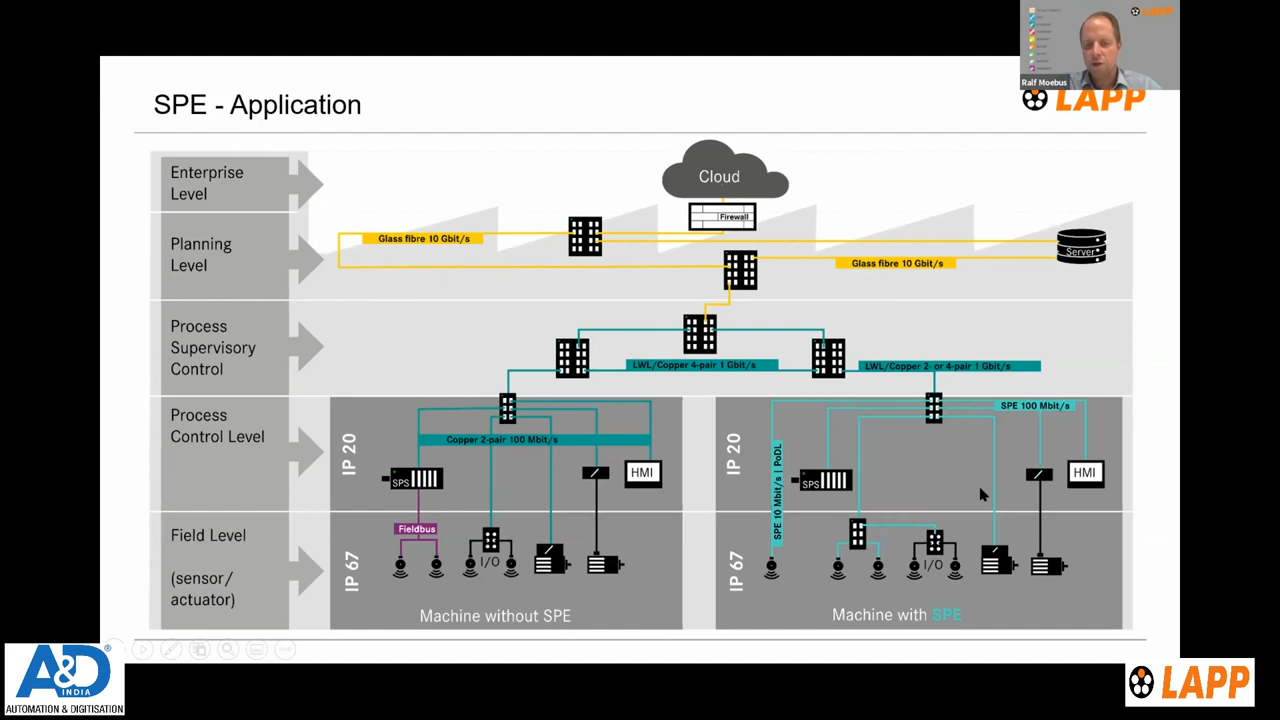 LAPP
Ralf Moebus
LAPP
SPE - Application
Enterprise
Level
Cloud
Firewall
Planning
Level
Glass fibre 10 Gbit/s
Server
Glass fibre 10 Gbit/s
Process
Supervisory
Control
LWL/Copper 4-pair 1 Gbit/s
LWL/Copper 2- or 4-pair 1 Gbit/s
Process
Control Level
IP 20
Copper 2-pair 100 Mbit/s
SPS
HMI
IP 20
SPE 100 Mbit/s
SPE 10 Mbit/s | PoDL
SPS
HMI
Field Level
(sensor/
actuator)
IP 67
Fieldbus
I/O
Machine without SPE
IP 67
I/O
Machine with SPE
A&D
INDIA
AUTOMATION & DIGITISATION
LAPP